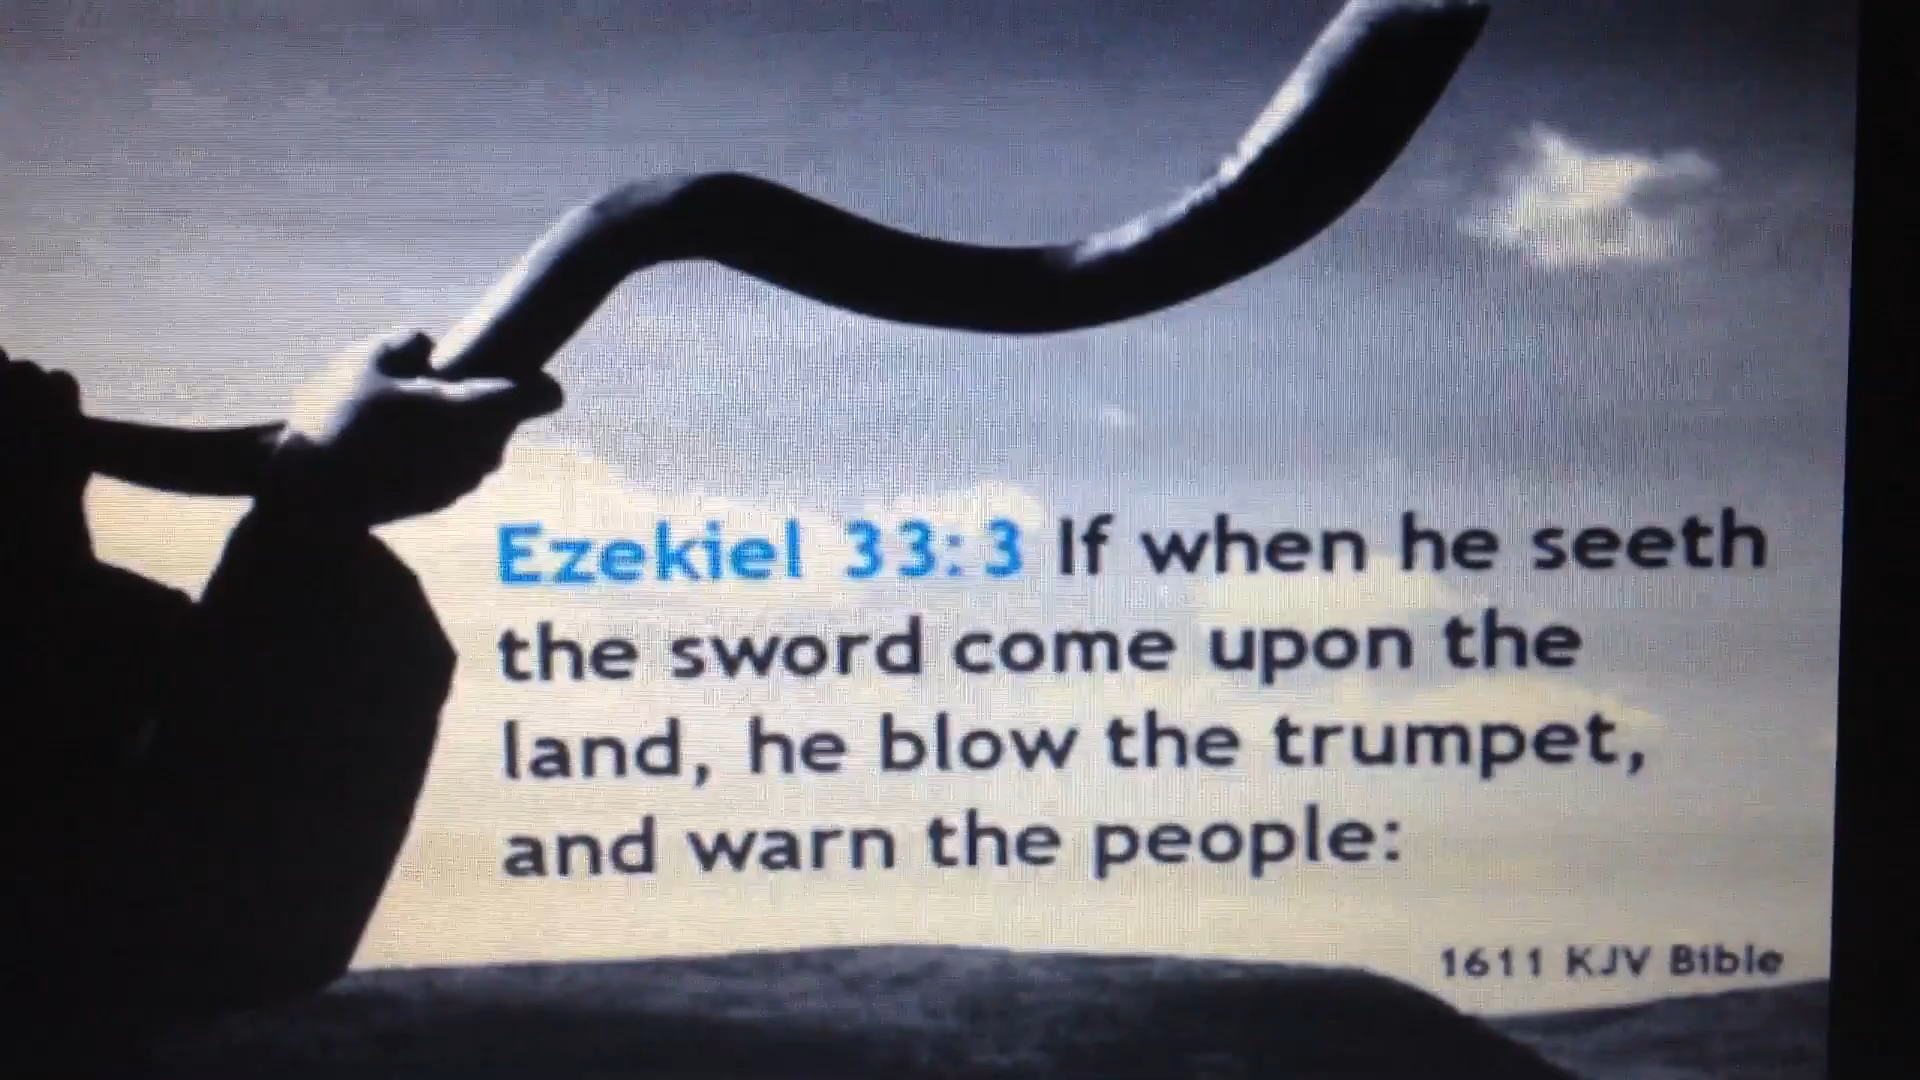 Ezekiel 33:3 If when he seeth
the sword come upon the
land, he blow the trumpet,
and warn the people:
1611 KJV Bible